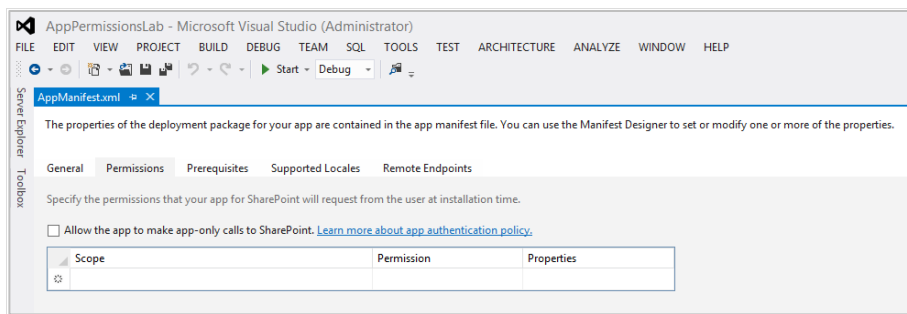 AppPermissionsLab - Microsoft Visual Studio (Administrator)
FILE EDIT VIEW PROJECT BUILD DEBUG TEAM SQL TOOLS TEST ARCHITECTURE ANALYZE WINDOW HELP
Start Debug
Server Explorer
Toolbox
AppManifest.xml
The properties of the deployment package for your app are contained in the app manifest file. You can use the Manifest Designer to set or modify one or more of the properties.
General Permissions Prerequisites Supported Locales Remote Endpoints
Specify the permissions that your app for SharePoint will request from the user at installation time.
Allow the app to make app-only calls to SharePoint. Learn more about app authentication policy.
Scope Permission Properties